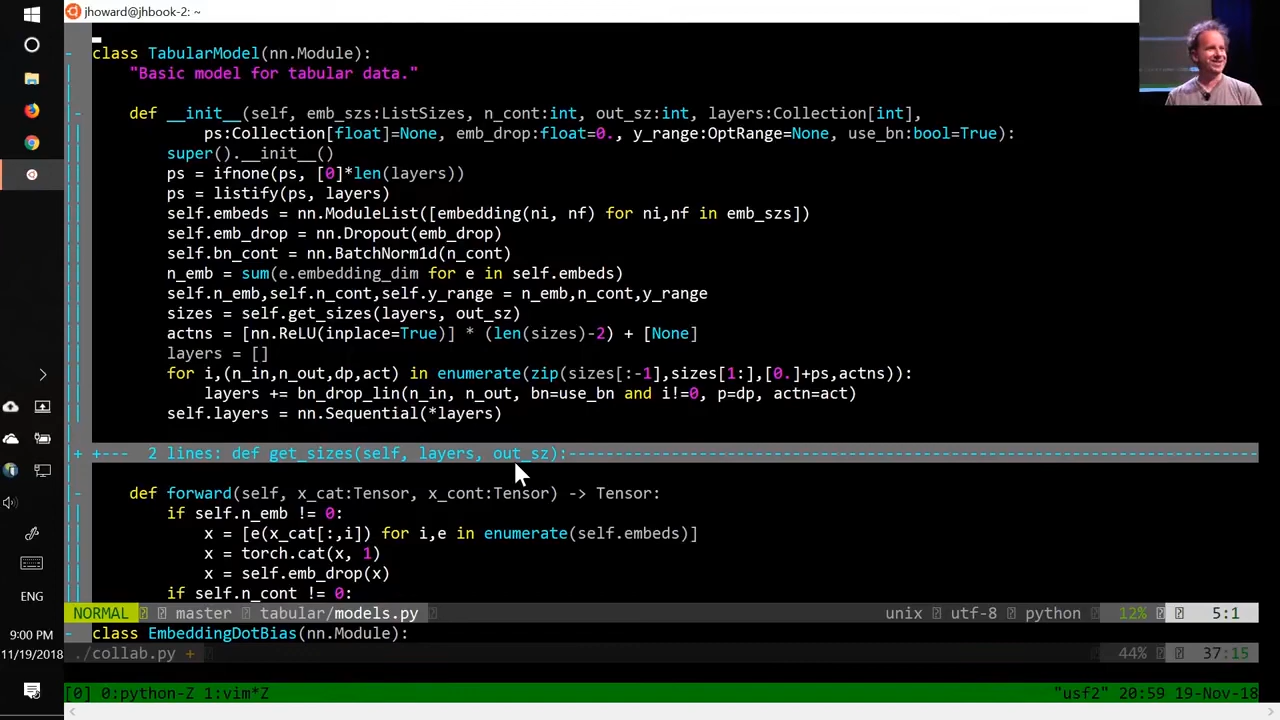 jhoward@jhbook-2: ~
class TabularModel(nn.Module):
"Basic model for tabular data."
def __init__(self, emb_szs:ListSizes, n_cont:int, out_sz:int, layers:Collection[int],
ps:Collection[float]=None, emb_drop:float=0., y_range:OptRange=None, use_bn:bool=True):
super().__init__()
ps = ifnone(ps, [0]*len(layers))
ps = listify(ps, layers)
self.embeds = nn.ModuleList([embedding(ni, nf) for ni,nf in emb_szs])
self.emb_drop = nn.Dropout(emb_drop)
self.bn_cont = nn.BatchNorm1d(n_cont)
n_emb = sum(e.embedding_dim for e in self.embeds)
self.n_emb,self.n_cont,self.y_range = n_emb,n_cont,y_range
sizes = self.get_sizes(layers, out_sz)
actns = [nn.ReLU(inplace=True)] * (len(sizes)-2) + [None]
layers = []
for i,(n_in,n_out,dp,act) in enumerate(zip(sizes[:-1],sizes[1:],[0.]+ps,actns)):
layers += bn_drop_lin(n_in, n_out, bn=use_bn and i!=0, p=dp, actn=act)
self.layers = nn.Sequential(*layers)
+ +--- 2 lines: def get_sizes(self, layers, out_sz):--------------------------------------------------------------------------
def forward(self, x_cat:Tensor, x_cont:Tensor) -> Tensor:
if self.n_emb != 0:
x = [e(x_cat[:,i]) for i,e in enumerate(self.embeds)]
x = torch.cat(x, 1)
x = self.emb_drop(x)
if self.n_cont != 0:
NORMAL master tabular/models.py unix utf-8 python 12% 5:1
class EmbeddingDotBias(nn.Module):
./collab.py + 44% 37:15
[0] 0:python-Z 1:vim*Z "usf2" 20:59 19-Nov-18
ENG
9:00 PM
11/19/2018